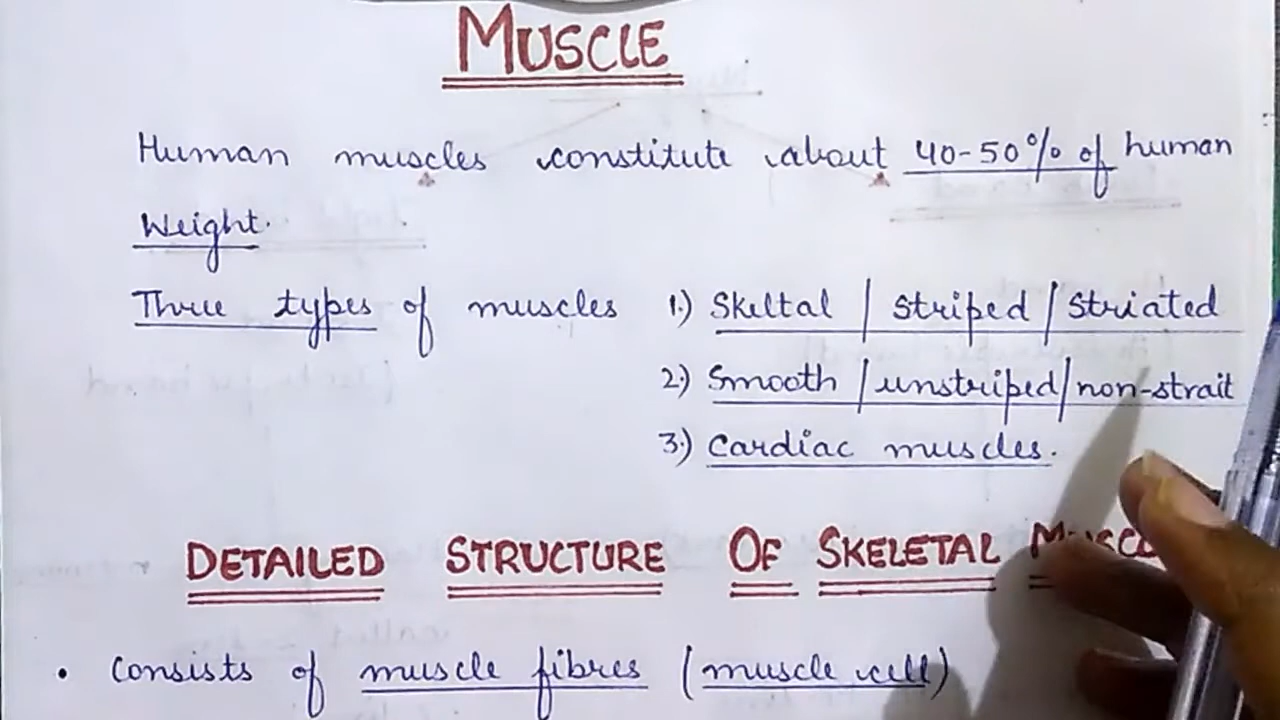 MUSCLE
Human muscles constitute about 40-50% of human
Weight.
Three types of muscles 1.) Skeltal / Striped / Striated
2.) Smooth / unstriped / non-strait
3.) Cardiac muscles.
DETAILED STRUCTURE OF SKELETAL
• Consists of muscle fibres (muscle cell)